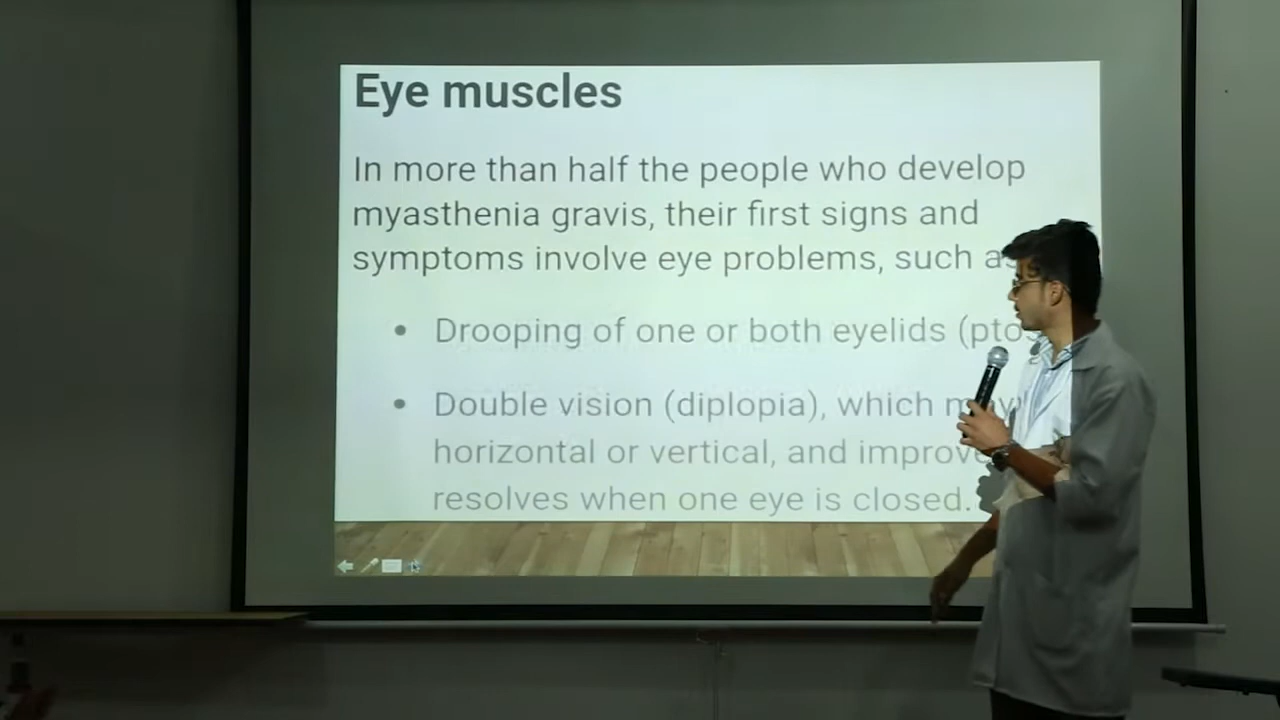 Eye muscles
In more than half the people who develop
myasthenia gravis, their first signs and
symptoms involve eye problems, such as
• Drooping of one or both eyelids
• Double vision (diplopia), which
horizontal or vertical, and
resolves when one eye is closed.